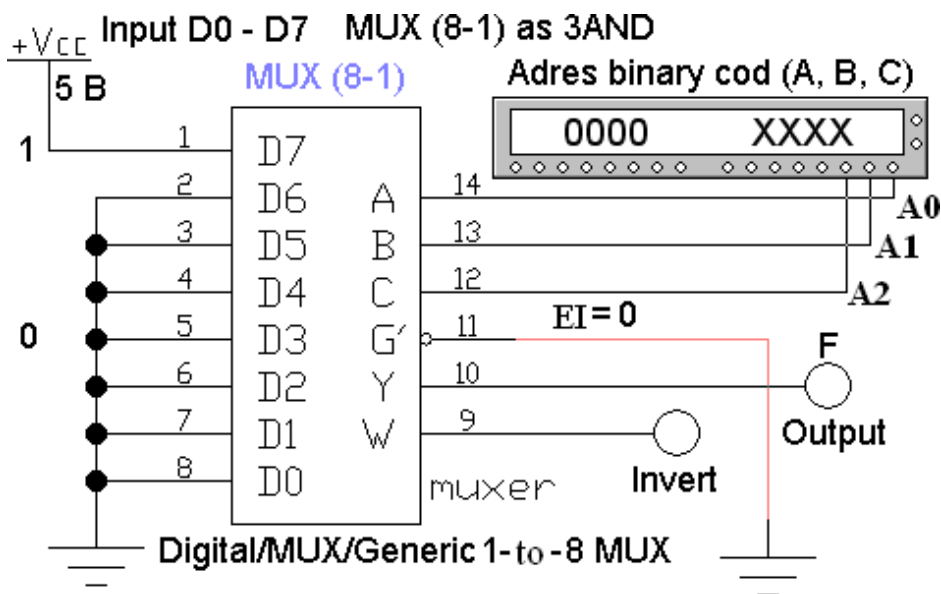 Input D0 - D7 MUX (8-1) as 3AND
+Vcc
5 В
MUX (8-1)
Adres binary cod (A, B, C)
0000 XXXX
1
1 D7
2 D6 A 14
A0
3 D5 B 13
A1
4 D4 C 12
A2
EI = 0
0
5 D3 G′ 11
F
6 D2 Y 10
7 D1 W 9
Output
8 D0
muxer
Invert
Digital/MUX/Generic 1-to-8 MUX